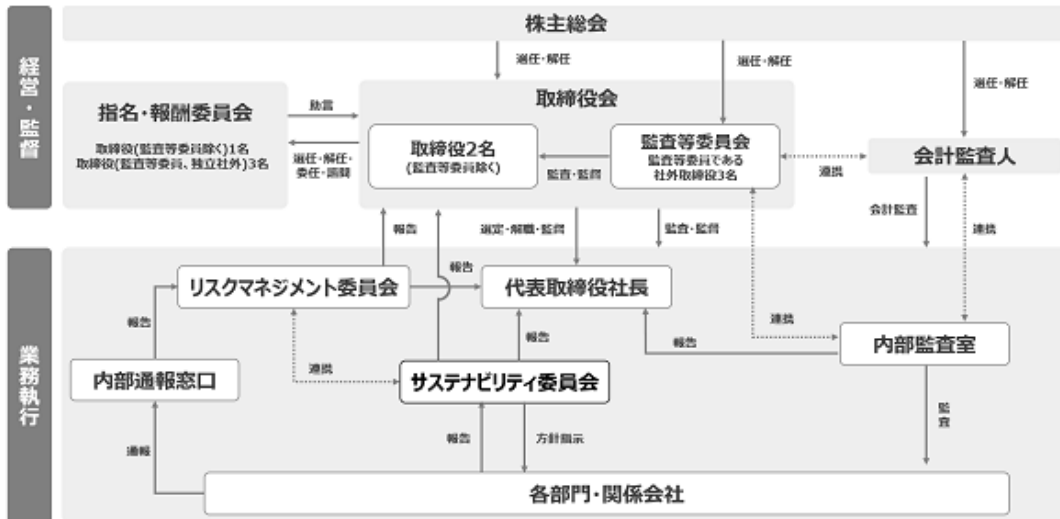 経営・監督
株主総会
選任・解任
選任・解任
選任・解任
指名・報酬委員会
取締役(監査等委員除く)1名
取締役(監査等委員、独立社外)3名
助言
選任・解任・
委任・諮問
取締役会
取締役2名
(監査等委員除く)
監査・監督
監査等委員会
監査等委員である
社外取締役3名
連携
会計監査人
会計監査
連携
報告
選定・解職・監督
監査・監督
業務執行
リスクマネジメント委員会
報告
代表取締役社長
報告
連携
報告
連携
報告
内部監査室
内部通報窓口
サステナビリティ委員会
監査
通報
報告
方針指示
各部門・関係会社